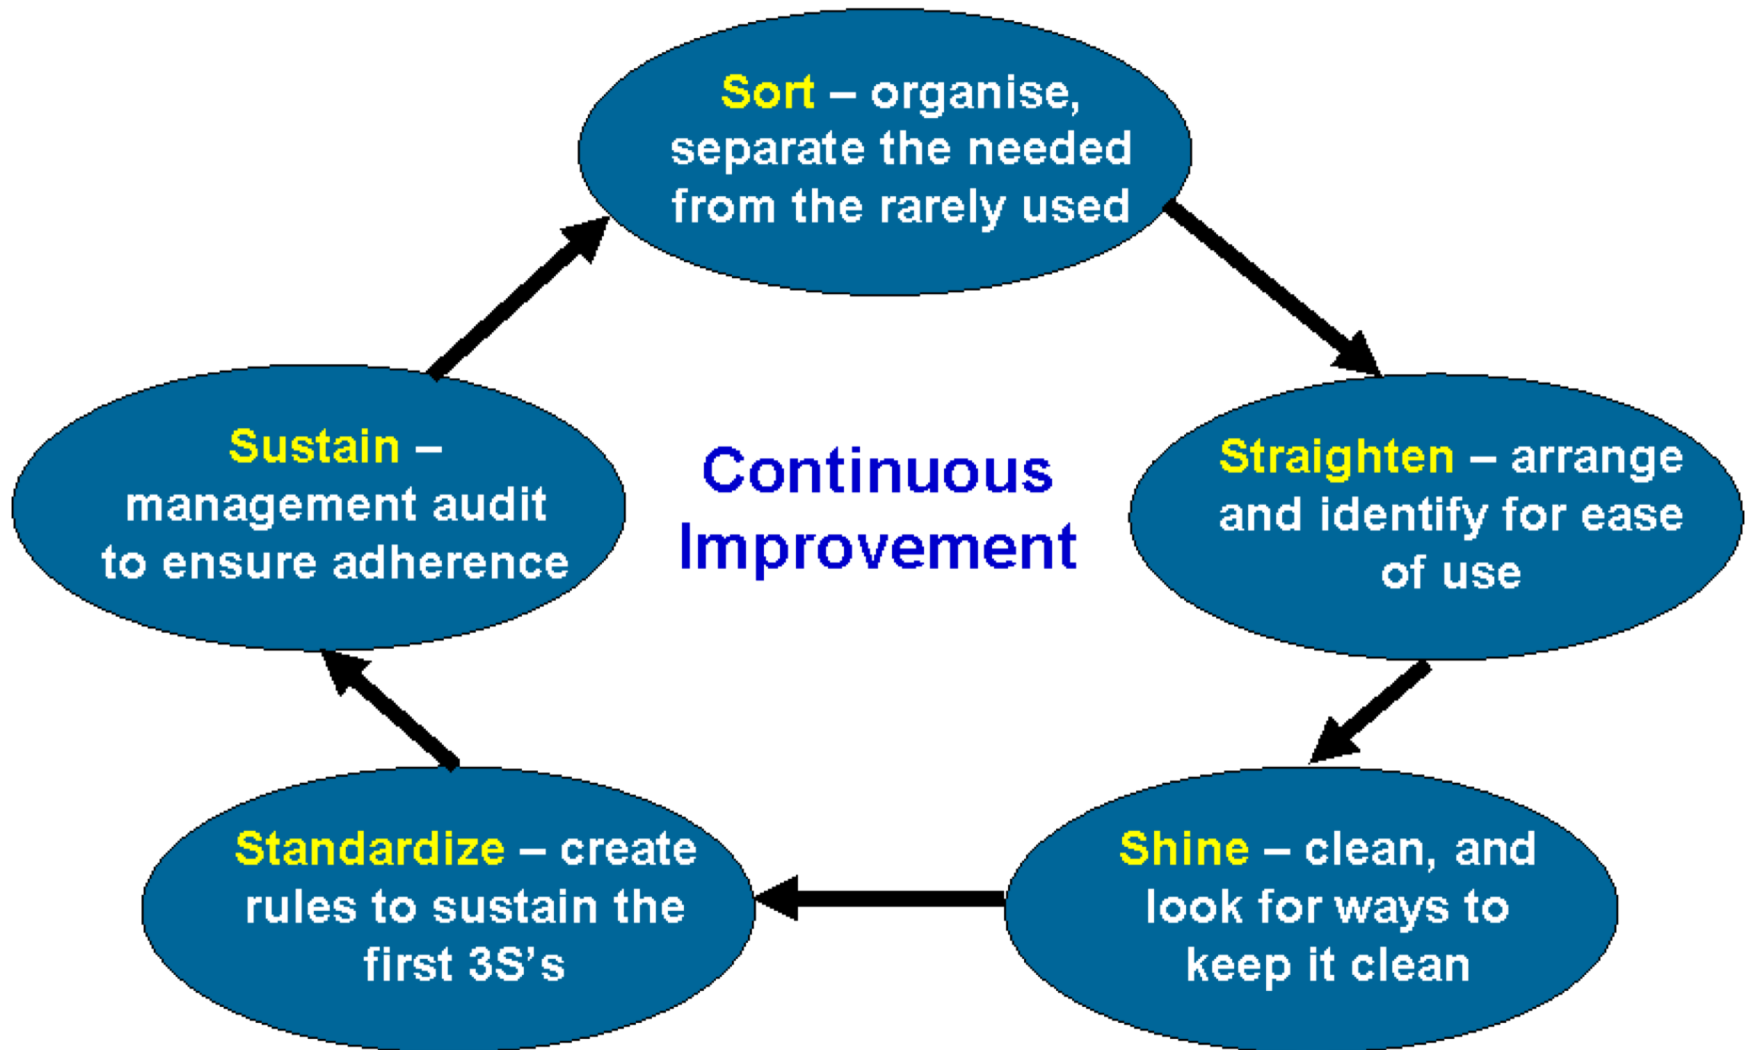 Sort – organise,
separate the needed
from the rarely used
Straighten – arrange
and identify for ease
of use
Shine – clean, and
look for ways to
keep it clean
Standardize – create
rules to sustain the
first 3S’s
Sustain –
management audit
to ensure adherence
Continuous
Improvement